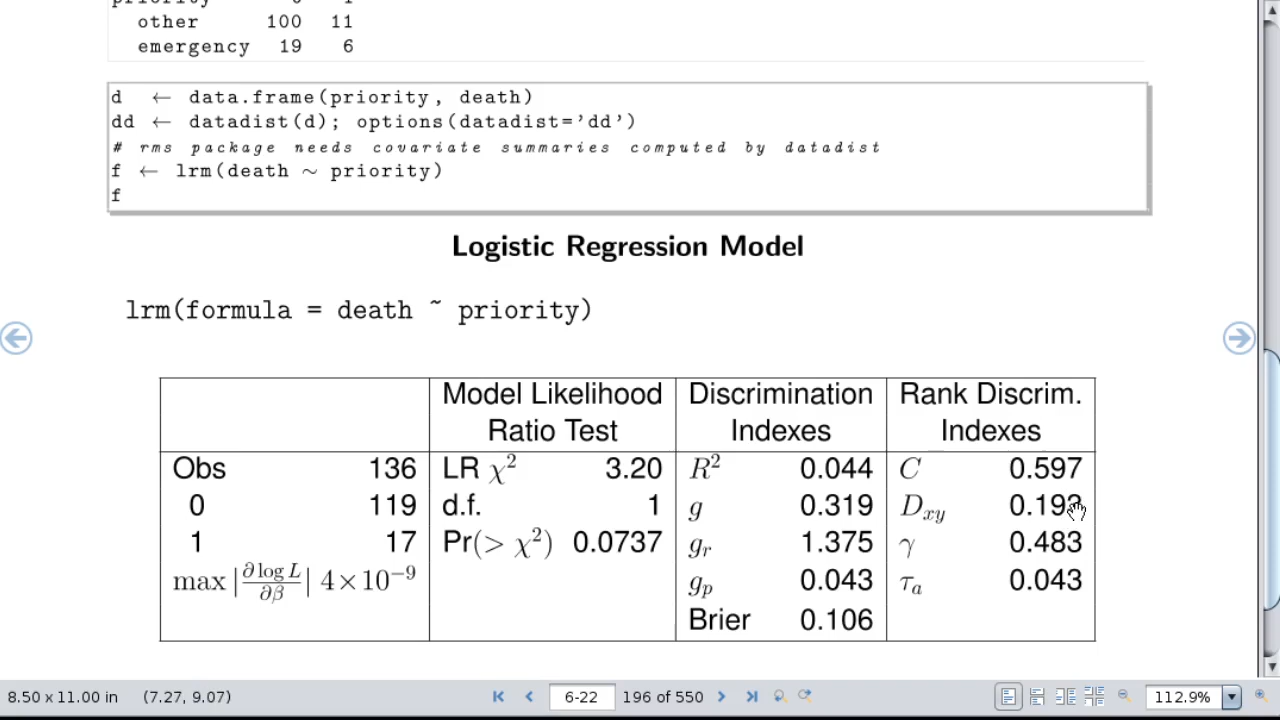 other 100 11
emergency 19 6
d ← data.frame(priority, death)
dd ← datadist(d); options(datadist='dd')
# rms package needs covariate summaries computed by datadist
f ← lrm(death ~ priority)
f
Logistic Regression Model
lrm(formula = death ~ priority)
Model Likelihood Discrimination Rank Discrim.
Ratio Test Indexes Indexes
Obs 136 LR χ² 3.20 R² 0.044 C 0.597
0 119 d.f. 1 g 0.319 Dxy 0.193
1 17 Pr(> χ²) 0.0737 gr 1.375 γ 0.483
max |∂ log L/∂β| 4×10⁻⁹ gp 0.043 τa 0.043
Brier 0.106
8.50 x 11.00 in (7.27, 9.07) 6-22 196 of 550 112.9%